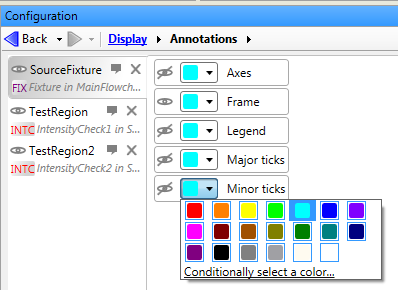 Configuration
Back Display Annotations
SourceFixture
FIX Fixture in MainFlowch...
TestRegion
INTC IntensityCheck1 in S...
TestRegion2
INTC IntensityCheck2 in S...
Axes
Frame
Legend
Major ticks
Minor ticks
Conditionally select a color...